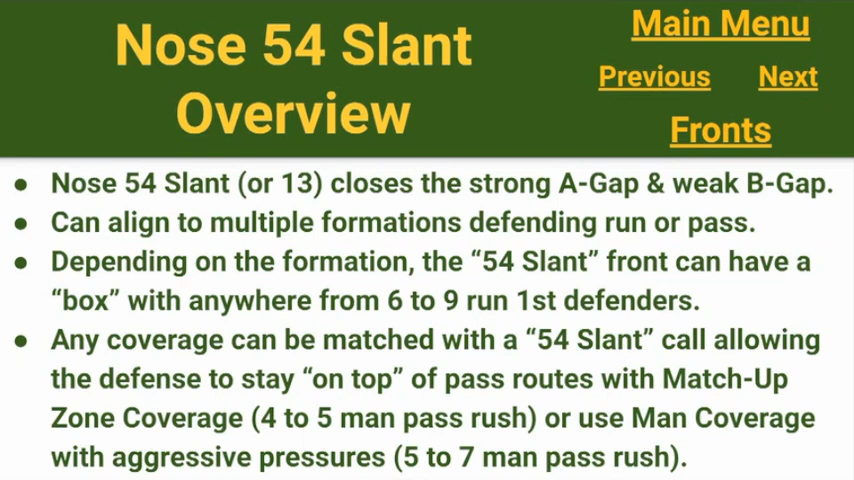 Nose 54 Slant
Overview
Main Menu
Previous Next
Fronts
● Nose 54 Slant (or 13) closes the strong A-Gap & weak B-Gap.
● Can align to multiple formations defending run or pass.
● Depending on the formation, the “54 Slant” front can have a
“box” with anywhere from 6 to 9 run 1st defenders.
● Any coverage can be matched with a “54 Slant” call allowing
the defense to stay “on top” of pass routes with Match-Up
Zone Coverage (4 to 5 man pass rush) or use Man Coverage
with aggressive pressures (5 to 7 man pass rush).